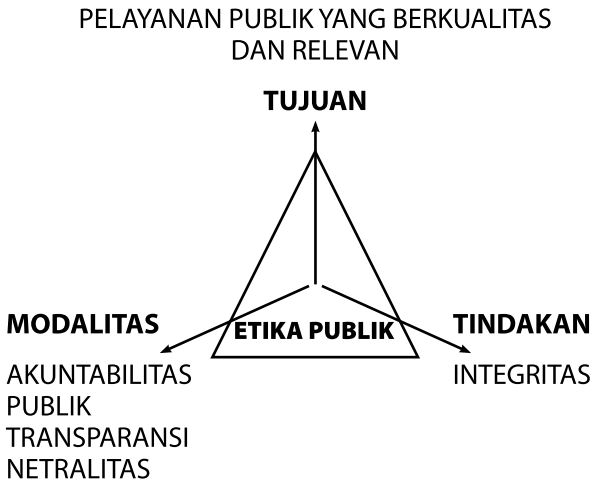 PELAYANAN PUBLIK YANG BERKUALITAS
DAN RELEVAN
TUJUAN
MODALITAS
ETIKA PUBLIK
TINDAKAN
AKUNTABILITAS
PUBLIK
TRANSPARANSI
NETRALITAS
INTEGRITAS